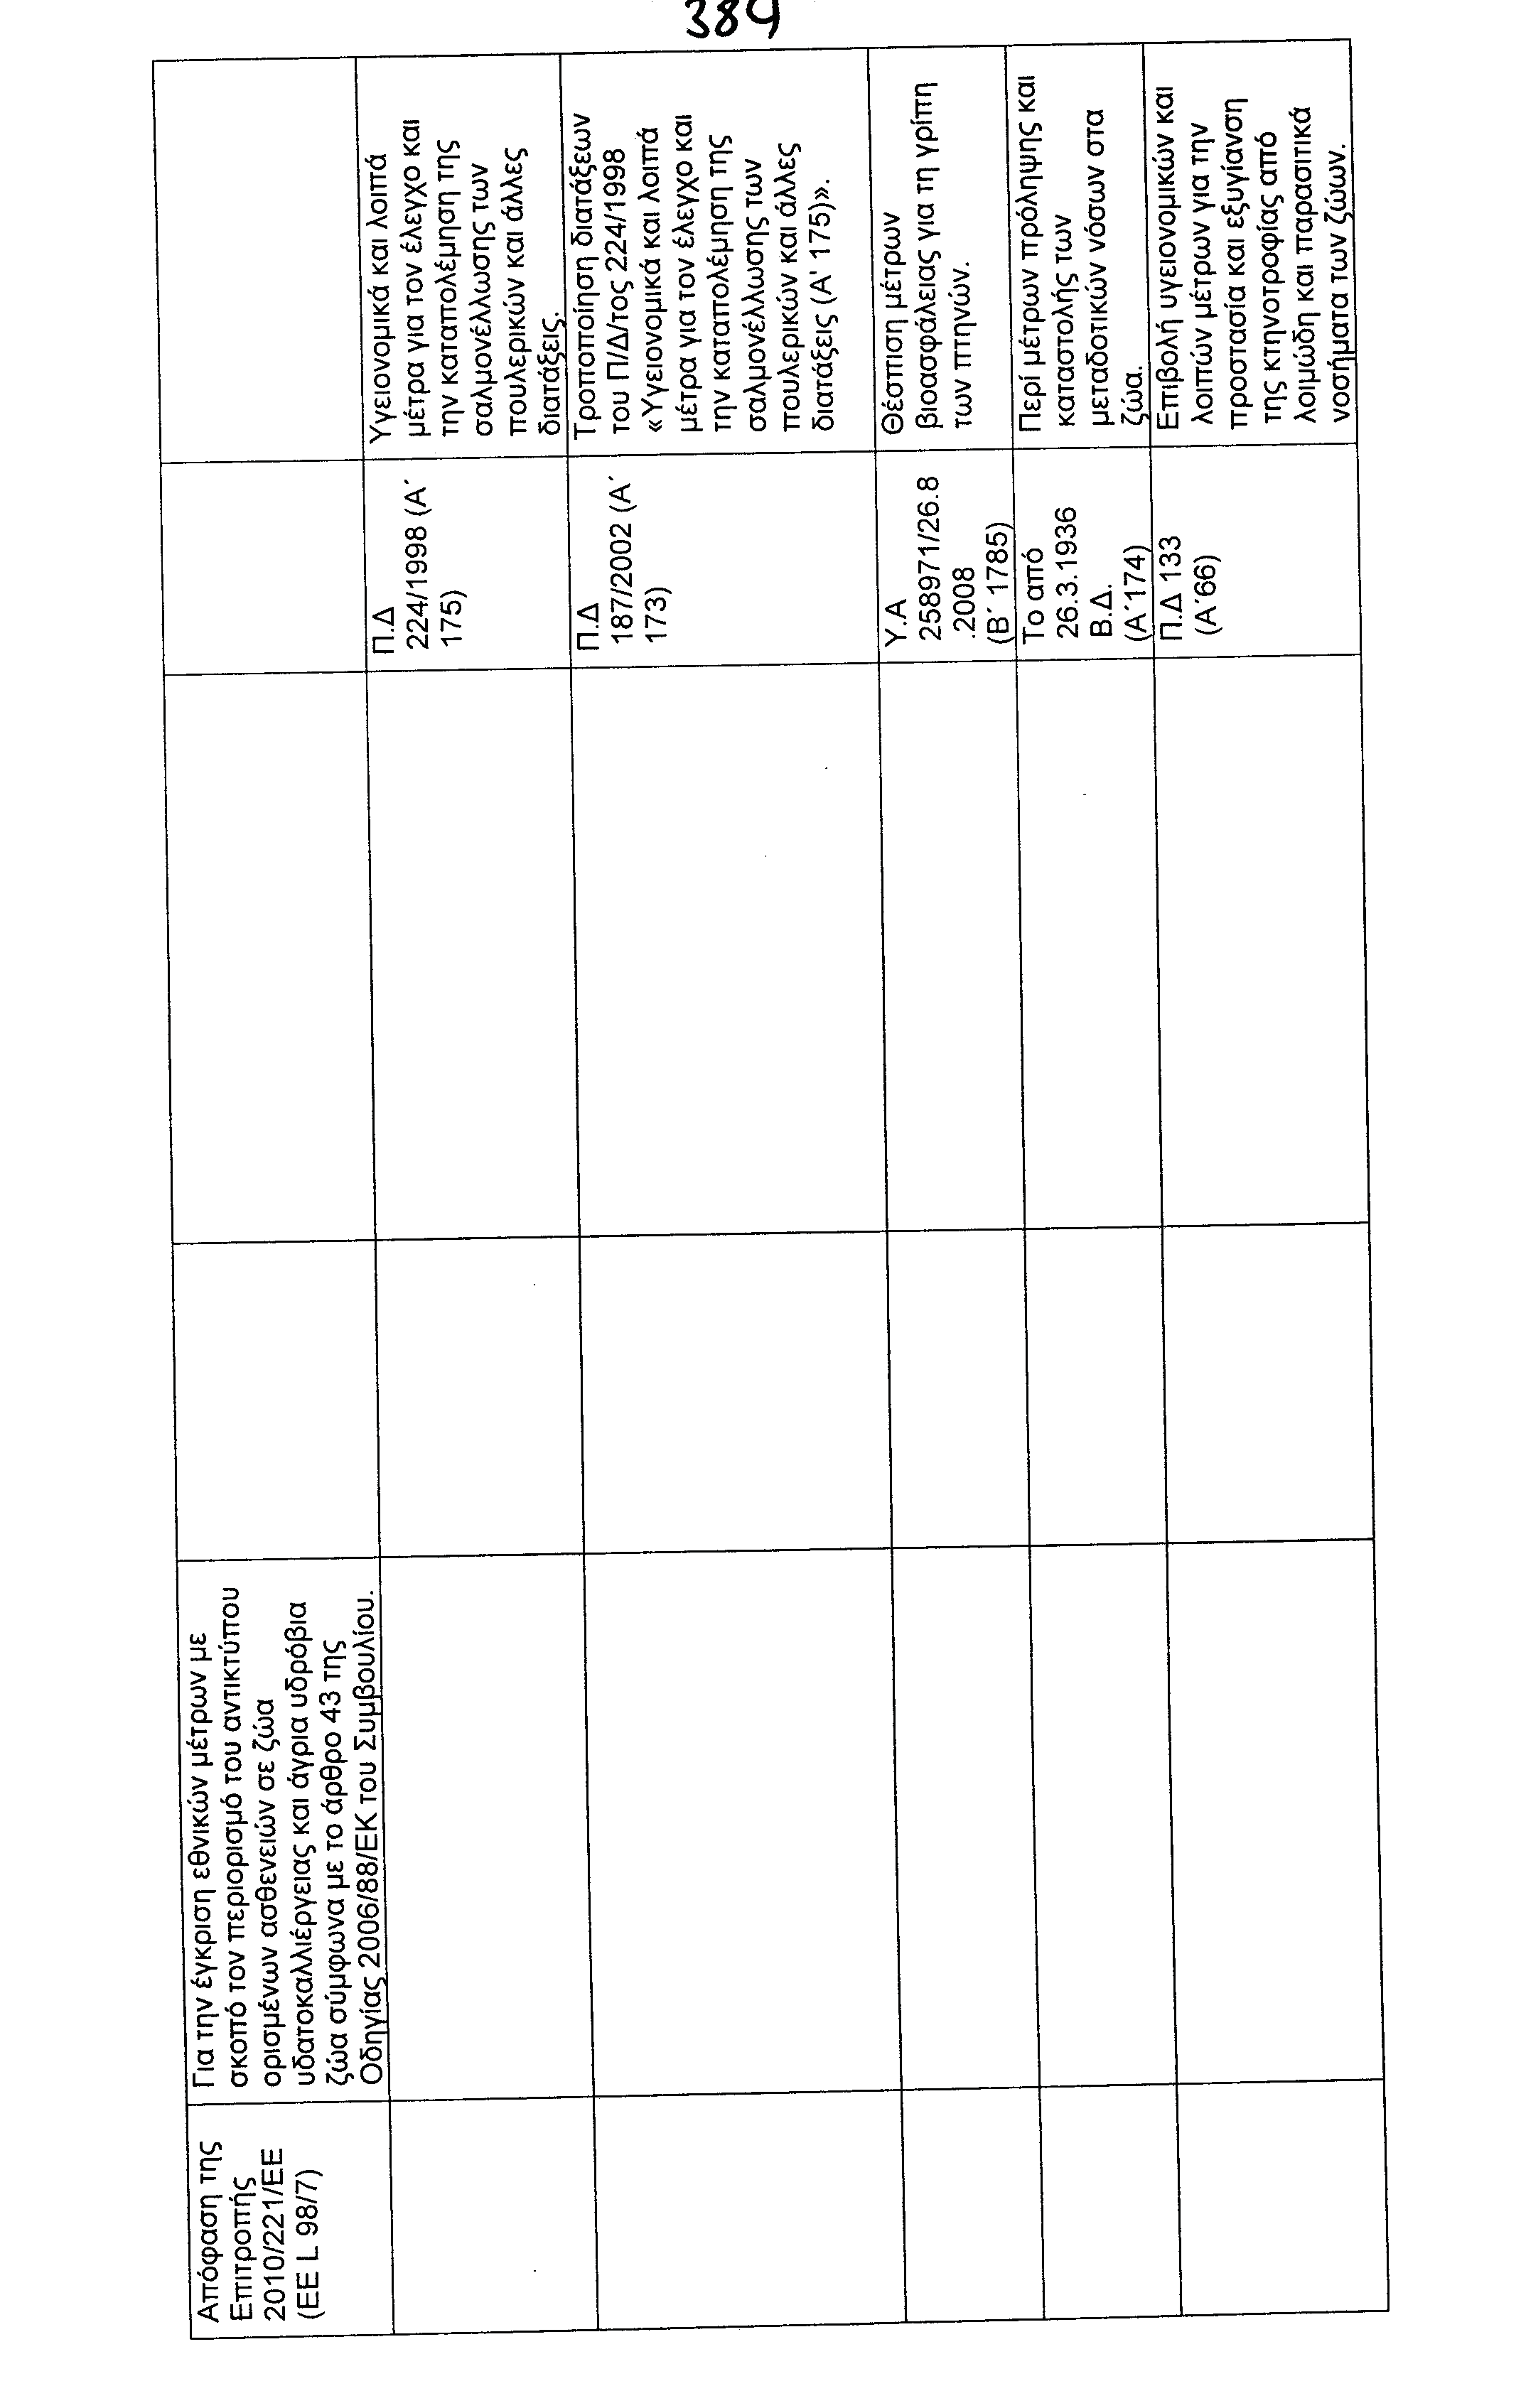 384
Απόφαση της
Επιτροπής
2010/221/ΕΕ
(ΕΕ L 98/7)
Για την έγκριση εθνικών μέτρων με
σκοπό τον περιορισμό του αντικτύπου
ορισμένων ασθενειών σε ζώα
υδατοκαλλιέργειας και άγρια υδρόβια
ζώα σύμφωνα με το άρθρο 43 της
Οδηγίας 2006/88/ΕΚ του Συμβουλίου.
Π.Δ
224/1998 (Α΄
175)
Υγειονομικά και λοιπά
μέτρα για τον έλεγχο και
την καταπολέμηση της
σαλμονέλλωσης των
πουλερικών και άλλες
διατάξεις.
Π.Δ
187/2002 (Α΄
173)
Τροποποίηση διατάξεων
του Π/Δ/τος 224/1998
«Υγειονομικά και λοιπά
μέτρα για τον έλεγχο και
την καταπολέμηση της
σαλμονέλλωσης των
πουλερικών και άλλες
διατάξεις (Α' 175)».
Υ.Α
258971/26.8
.2008
(Β΄ 1785)
Θέσπιση μέτρων
βιοασφάλειας για τη γρίπη
των πτηνών.
Το από
26.3.1936
Β.Δ.
(Α΄174)
Περί μέτρων πρόληψης και
καταστολής των
μεταδοτικών νόσων στα
ζώα.
Π.Δ 133
(Α΄66)
Επιβολή υγειονομικών και
λοιπών μέτρων για την
προστασία και εξυγίανση
της κτηνοτροφίας από
λοιμώδη και παρασιτικά
νοσήματα των ζώων.